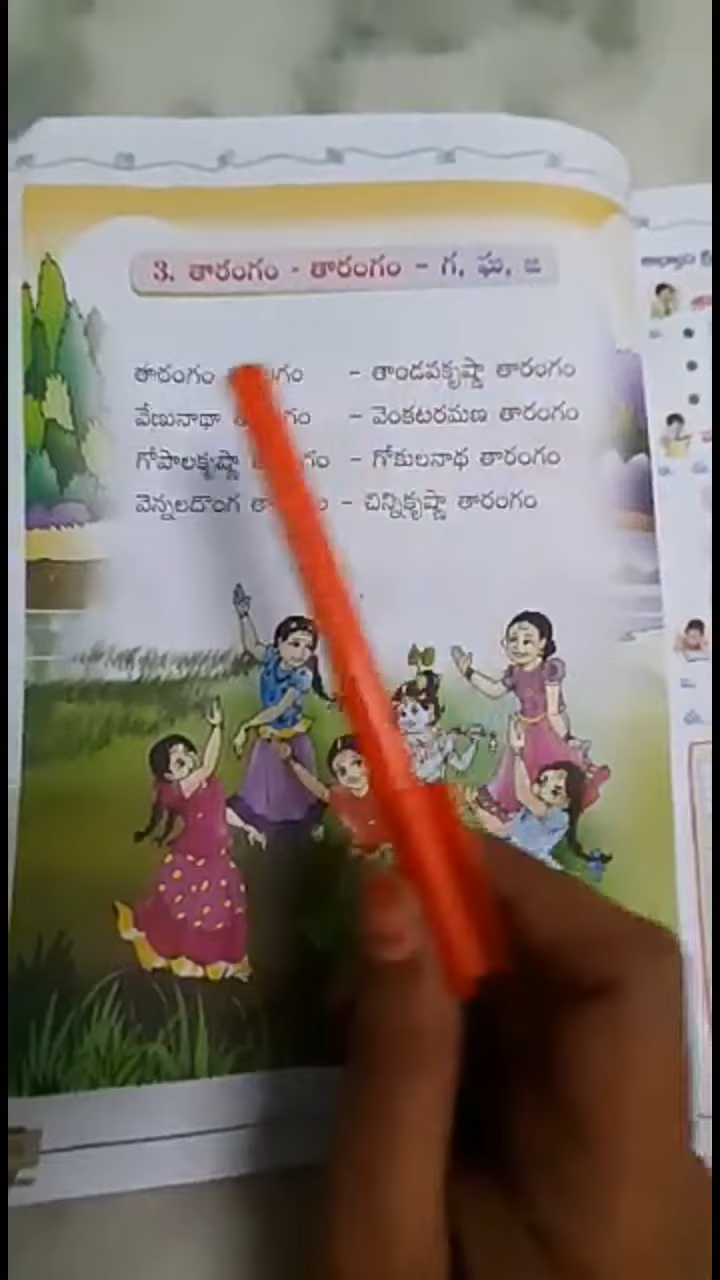 3. తారంగం - తారంగం - గ, ఘ, ఙ
తారంగం - తాండవకృష్ణా తారంగం
వేణునాథా - వెంకటరమణ తారంగం
గోపాలకృష్ణా - గోకులనాథ తారంగం
వెన్నలదొంగ - చిన్నికృష్ణా తారంగం